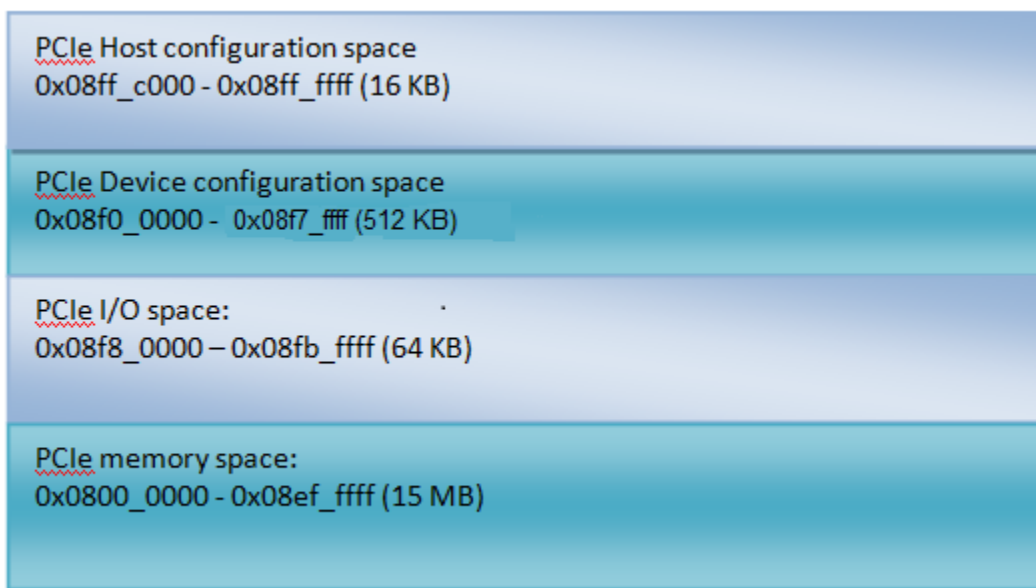 PCIe Host configuration space
0x08ff_c000 - 0x08ff_ffff (16 KB)
PCIe Device configuration space
0x08f0_0000 - 0x08f7_ffff (512 KB)
PCIe I/O space:
0x08f8_0000 – 0x08fb_ffff (64 KB)
PCIe memory space:
0x0800_0000 - 0x08ef_ffff (15 MB)